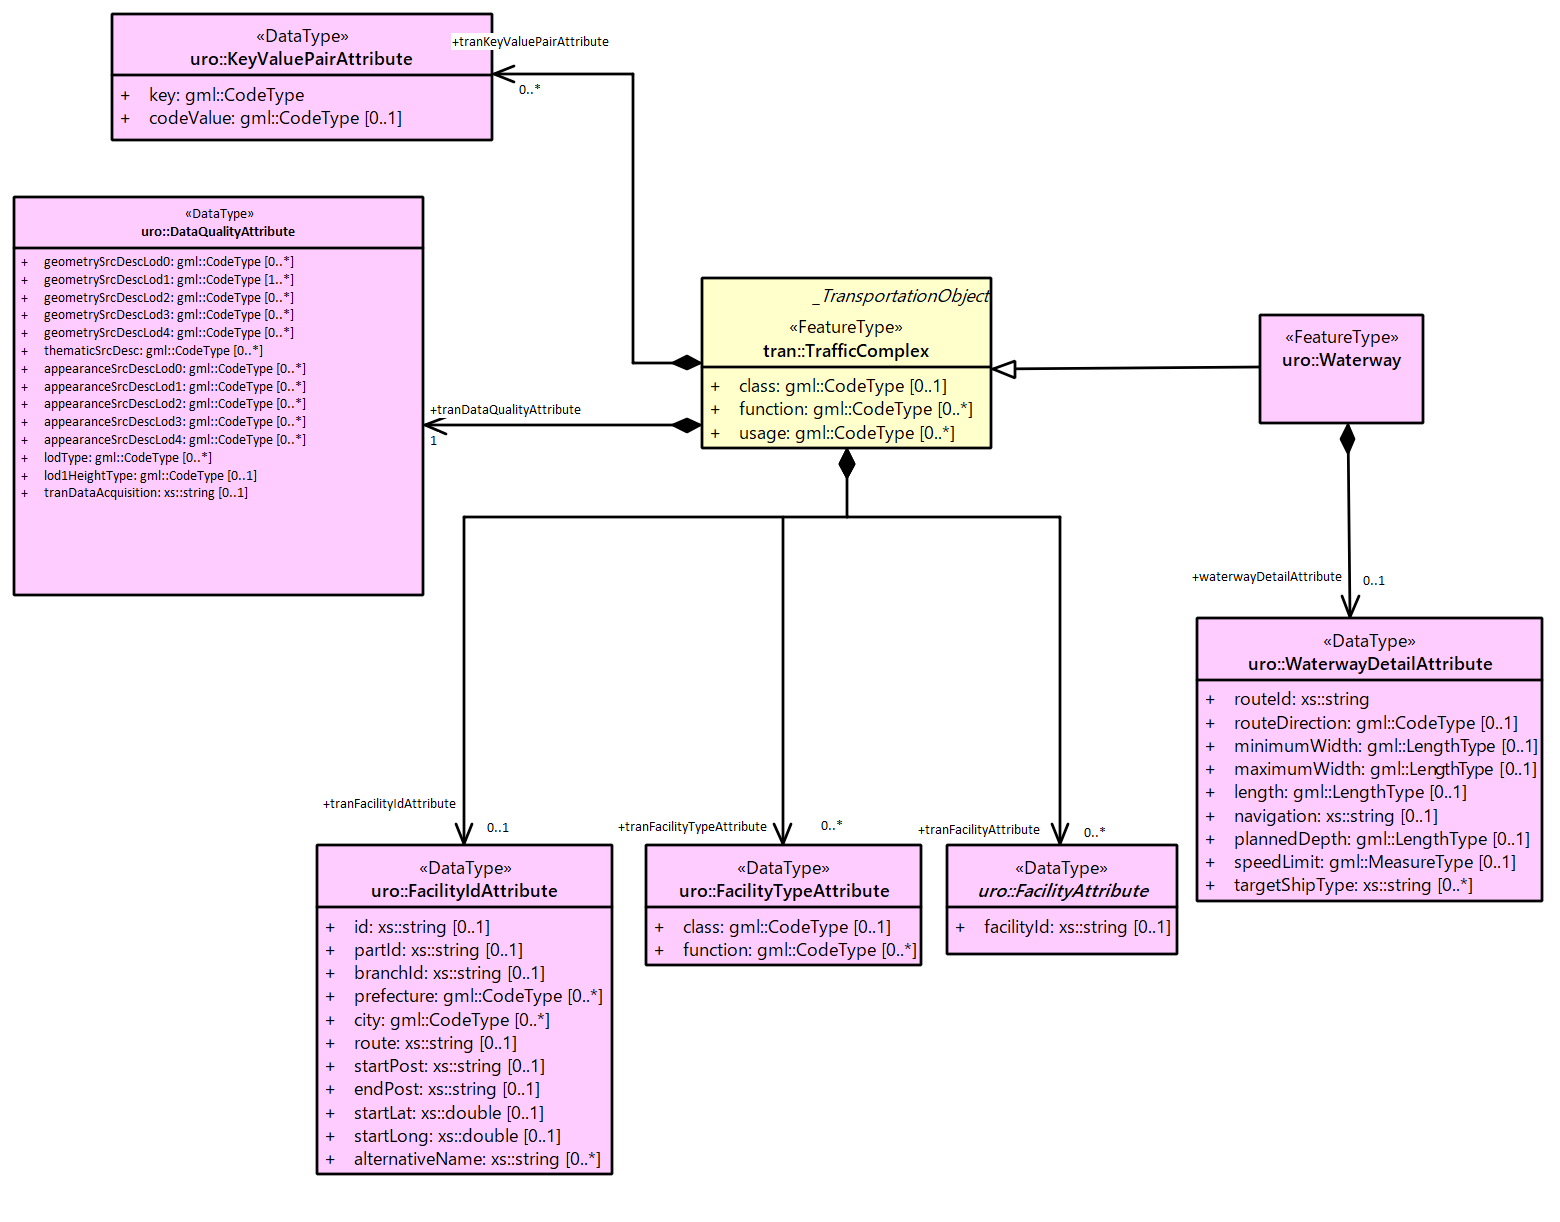 «DataType»
uro::KeyValuePairAttribute
+ key: gml::CodeType
+ codeValue: gml::CodeType [0..1]
+tranKeyValuePairAttribute
0..*
«DataType»
uro::DataQualityAttribute
+ geometrySrcDescLod0: gml::CodeType [0..*]
+ geometrySrcDescLod1: gml::CodeType [1..*]
+ geometrySrcDescLod2: gml::CodeType [0..*]
+ geometrySrcDescLod3: gml::CodeType [0..*]
+ geometrySrcDescLod4: gml::CodeType [0..*]
+ thematicSrcDesc: gml::CodeType [0..*]
+ appearanceSrcDescLod0: gml::CodeType [0..*]
+ appearanceSrcDescLod1: gml::CodeType [0..*]
+ appearanceSrcDescLod2: gml::CodeType [0..*]
+ appearanceSrcDescLod3: gml::CodeType [0..*]
+ appearanceSrcDescLod4: gml::CodeType [0..*]
+ lodType: gml::CodeType [0..*]
+ lod1HeightType: gml::CodeType [0..1]
+ tranDataAcquisition: xs::string [0..1]
+tranDataQualityAttribute
1
_TransportationObject
«FeatureType»
tran::TrafficComplex
+ class: gml::CodeType [0..1]
+ function: gml::CodeType [0..*]
+ usage: gml::CodeType [0..*]
«FeatureType»
uro::Waterway
+waterwayDetailAttribute
0..1
«DataType»
uro::WaterwayDetailAttribute
+ routeId: xs::string
+ routeDirection: gml::CodeType [0..1]
+ minimumWidth: gml::LengthType [0..1]
+ maximumWidth: gml::LengthType [0..1]
+ length: gml::LengthType [0..1]
+ navigation: xs::string [0..1]
+ plannedDepth: gml::LengthType [0..1]
+ speedLimit: gml::MeasureType [0..1]
+ targetShipType: xs::string [0..*]
+tranFacilityIdAttribute
0..1
«DataType»
uro::FacilityIdAttribute
+ id: xs::string [0..1]
+ partId: xs::string [0..1]
+ branchId: xs::string [0..1]
+ prefecture: gml::CodeType [0..*]
+ city: gml::CodeType [0..*]
+ route: xs::string [0..1]
+ startPost: xs::string [0..1]
+ endPost: xs::string [0..1]
+ startLat: xs::double [0..1]
+ startLong: xs::double [0..1]
+ alternativeName: xs::string [0..*]
+tranFacilityTypeAttribute
0..*
«DataType»
uro::FacilityTypeAttribute
+ class: gml::CodeType [0..1]
+ function: gml::CodeType [0..*]
+tranFacilityAttribute
0..*
«DataType»
uro::FacilityAttribute
+ facilityId: xs::string [0..1]